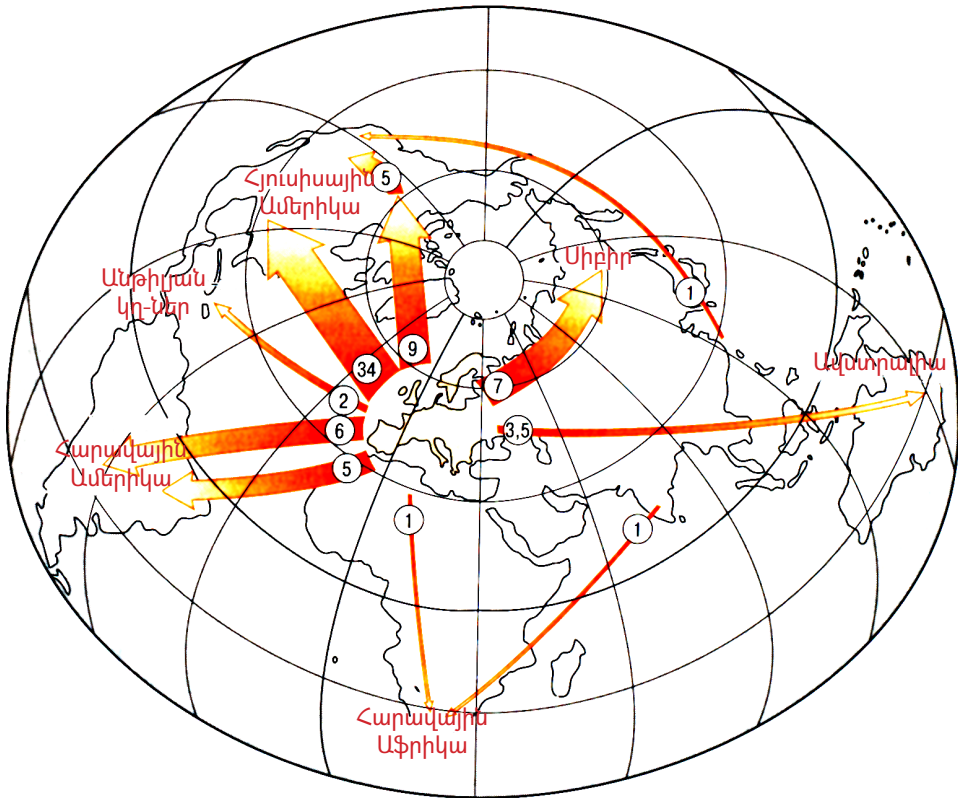 Հյուսիսային
Ամերիկա
5
Սիբիր
Անթիլյան
կղ-ներ
1
9
34
Ավստրալիա
7
2
6
3,5
Հարավային
Ամերիկա
5
1
1
Հարավային
Աֆրիկա